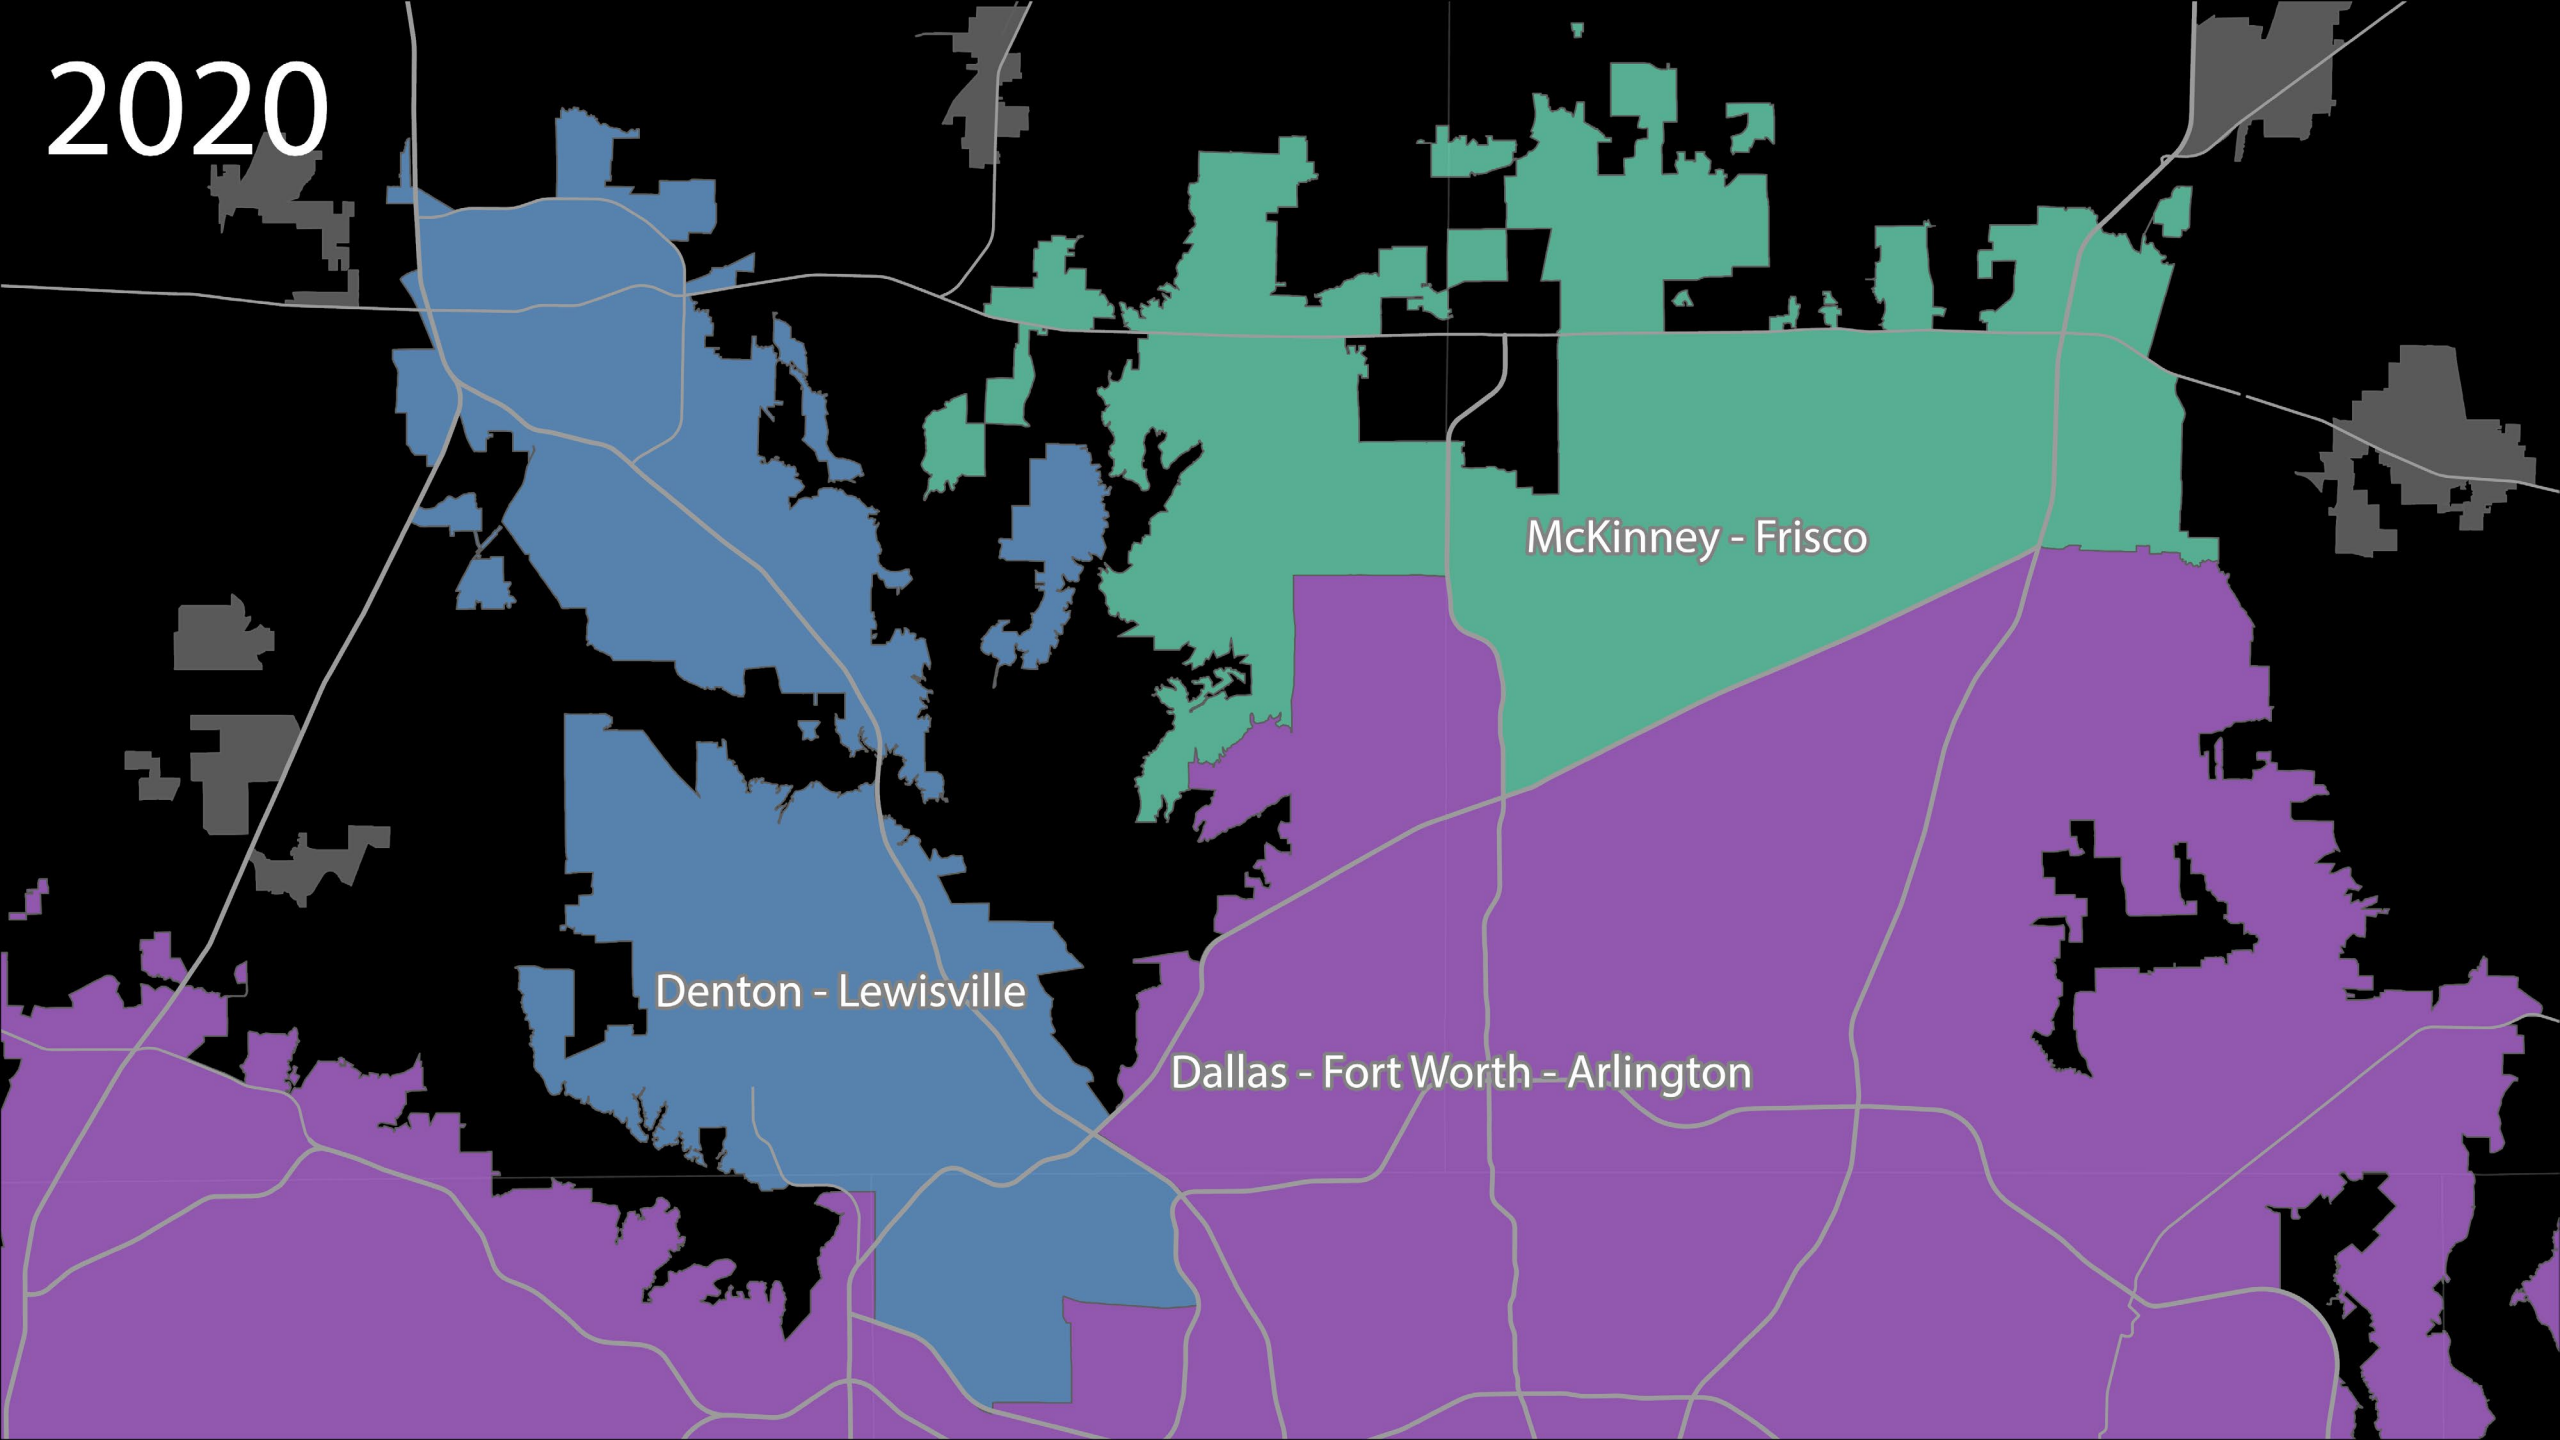 2020
McKinney - Frisco
Denton - Lewisville
Dallas - Fort Worth - Arlington